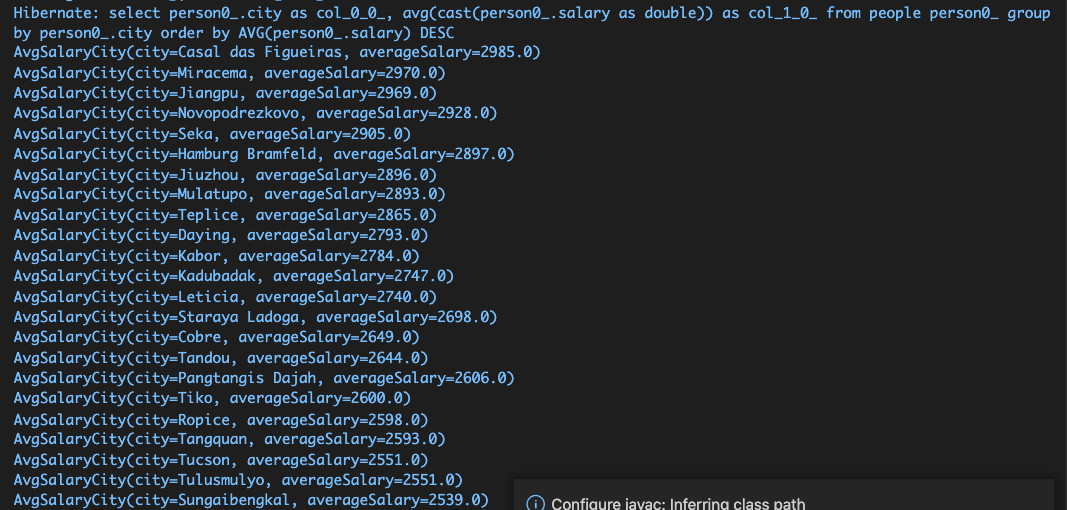 Hibernate: select person0_.city as col_0_0_, avg(cast(person0_.salary as double)) as col_1_0_ from people person0_ group
by person0_.city order by AVG(person0_.salary) DESC
AvgSalaryCity(city=Casal das Figueiras, averageSalary=2985.0)
AvgSalaryCity(city=Miracema, averageSalary=2970.0)
AvgSalaryCity(city=Jiangpu, averageSalary=2969.0)
AvgSalaryCity(city=Novopodrezkovo, averageSalary=2928.0)
AvgSalaryCity(city=Seka, averageSalary=2905.0)
AvgSalaryCity(city=Hamburg Bramfeld, averageSalary=2897.0)
AvgSalaryCity(city=Jiuzhou, averageSalary=2896.0)
AvgSalaryCity(city=Mulatupo, averageSalary=2893.0)
AvgSalaryCity(city=Teplice, averageSalary=2865.0)
AvgSalaryCity(city=Daying, averageSalary=2793.0)
AvgSalaryCity(city=Kabor, averageSalary=2784.0)
AvgSalaryCity(city=Kadubadak, averageSalary=2747.0)
AvgSalaryCity(city=Leticia, averageSalary=2740.0)
AvgSalaryCity(city=Staraya Ladoga, averageSalary=2698.0)
AvgSalaryCity(city=Cobre, averageSalary=2649.0)
AvgSalaryCity(city=Tandou, averageSalary=2644.0)
AvgSalaryCity(city=Pangtangis Dajah, averageSalary=2606.0)
AvgSalaryCity(city=Tiko, averageSalary=2600.0)
AvgSalaryCity(city=Ropice, averageSalary=2598.0)
AvgSalaryCity(city=Tangquan, averageSalary=2593.0)
AvgSalaryCity(city=Tucson, averageSalary=2551.0)
AvgSalaryCity(city=Tulusmulyo, averageSalary=2551.0)
AvgSalaryCity(city=Sungaibengkal, averageSalary=2539.0)
Configure javac: Inferring class path